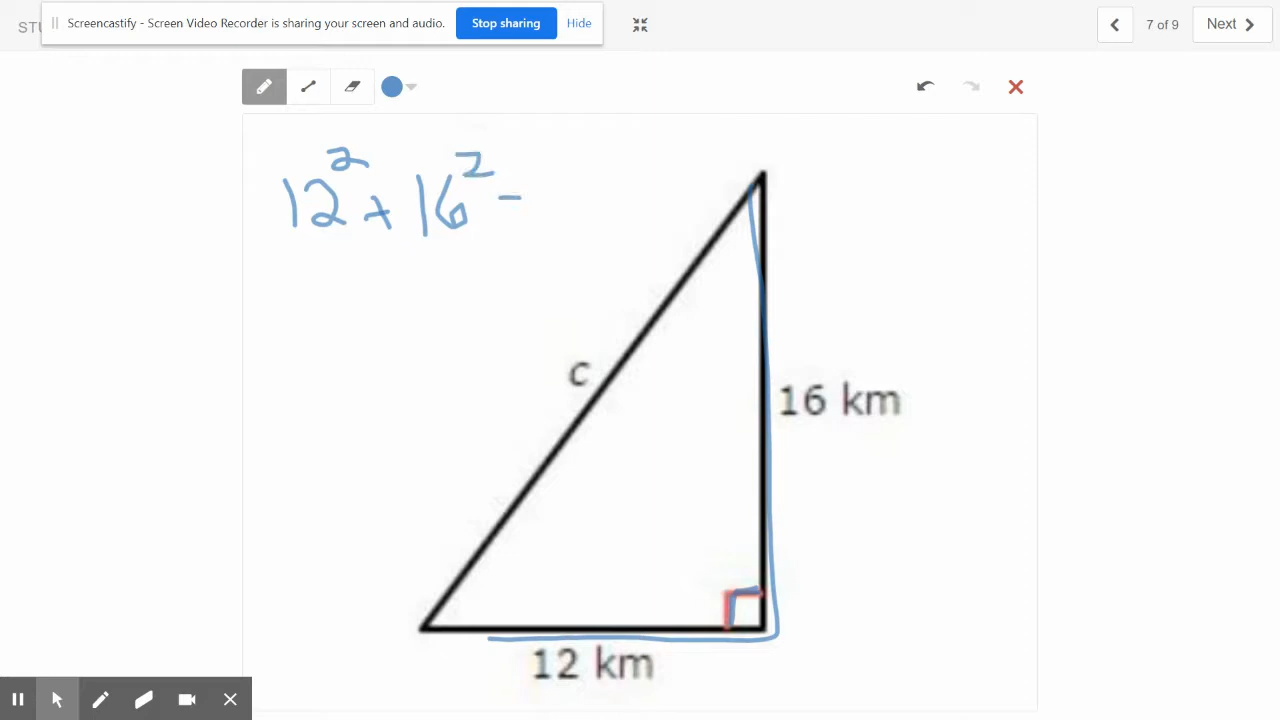 STU
Screencastify - Screen Video Recorder is sharing your screen and audio.
Stop sharing
Hide
7 of 9
Next
12² + 16² -
c
16 km
12 km